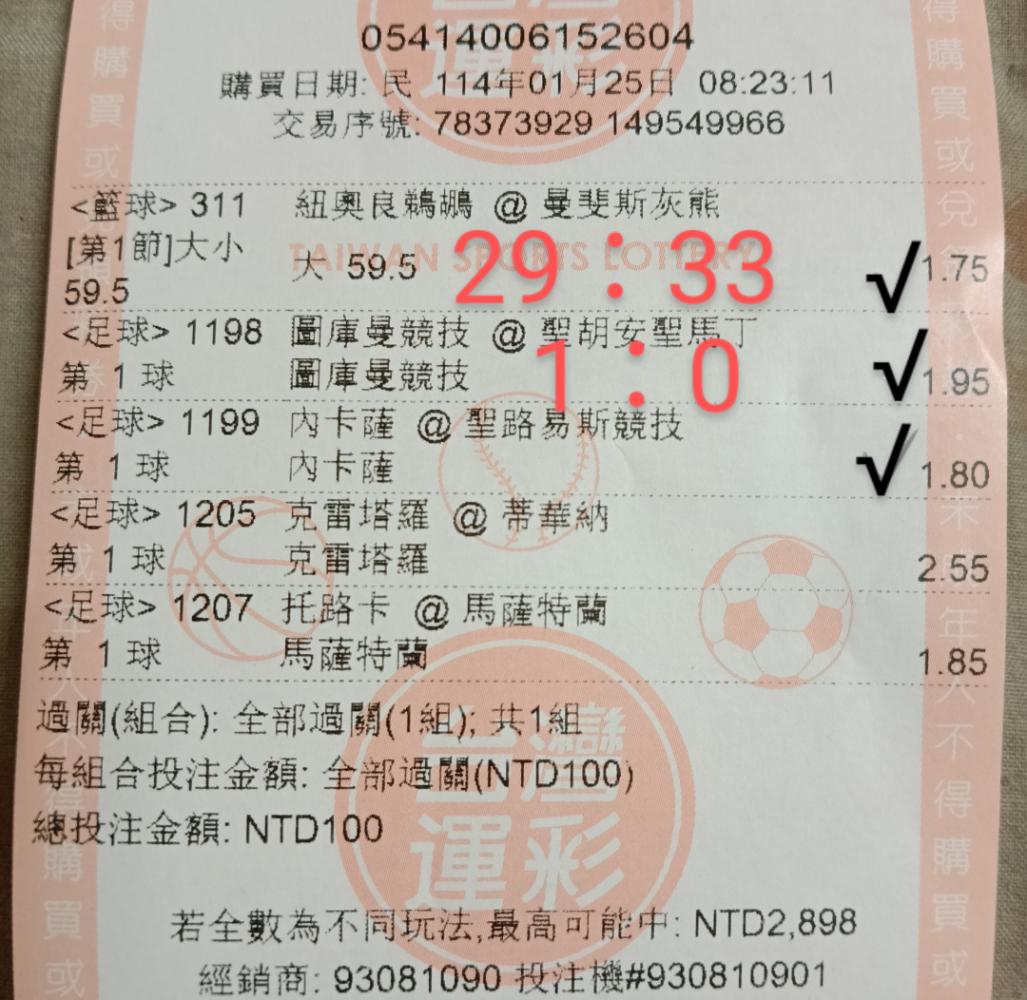 05414006152604
購買日期: 民 114年01月25日 08:23:11
交易序號: 78373929 149549966
<籃球> 311 紐奧良鵜鶘 @ 曼斐斯灰熊
[第1節]大小 59.5 大 59.5 29：33 √1.75
TAIWAN SPORTS LOTTERY
<足球> 1198 圖庫曼競技 @ 聖胡安聖馬丁
第 1 球 圖庫曼競技 1：0 √1.95
<足球> 1199 內卡薩 @ 聖路易斯競技
第 1 球 內卡薩 √1.80
<足球> 1205 克雷塔羅 @ 蒂華納
第 1 球 克雷塔羅 2.55
<足球> 1207 托路卡 @ 馬薩特蘭
第 1 球 馬薩特蘭 1.85
過關(組合): 全部過關(1組); 共1組
每組合投注金額: 全部過關(NTD100)
總投注金額: NTD100
台灣
運彩
若全數為不同玩法,最高可能中: NTD2,898
經銷商: 93081090 投注機#930810901